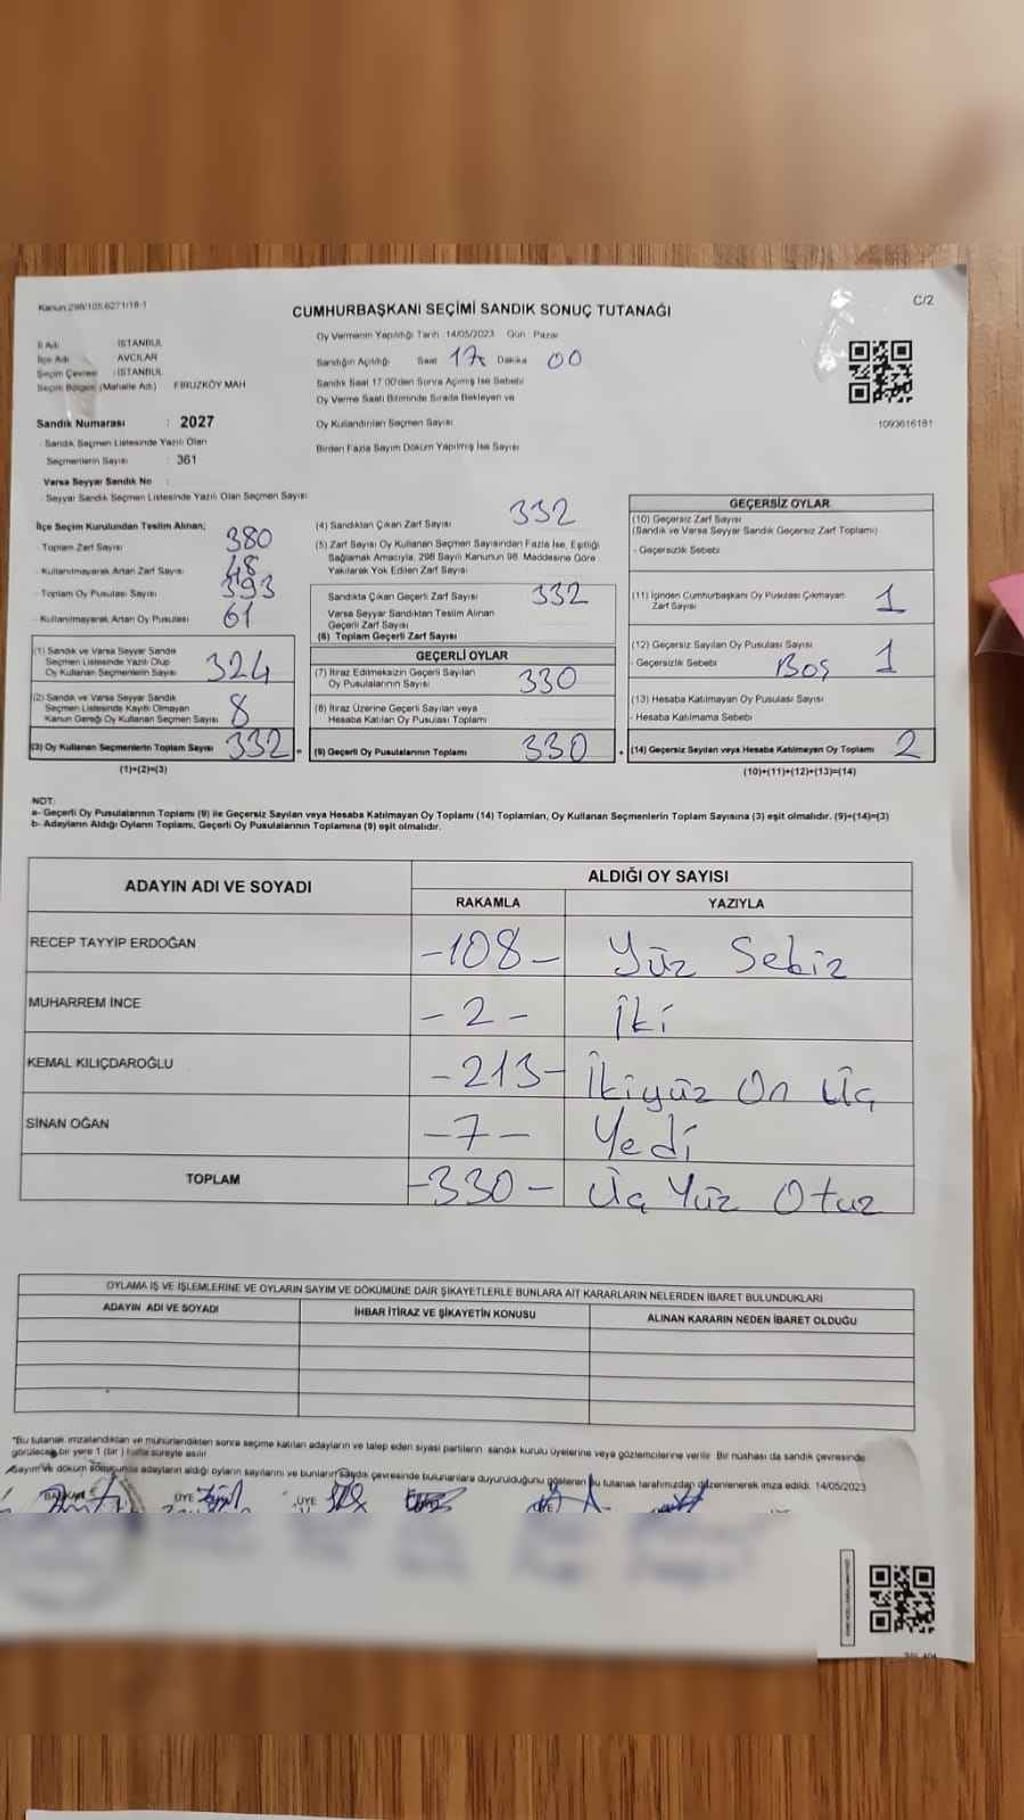 Kanun 298/105,6271/18-1
CUMHURBAŞKANI SEÇİMİ SANDIK SONUÇ TUTANAĞI
C/2
İl Adı İSTANBUL
İlçe Adı AVCILAR
Seçim Çevresi : İSTANBUL
Seçim Bölgesi (Mahalle Adı) FİRUZKÖY MAH
Sandık Numarası : 2027
Sandık Seçmen Listesinde Yazılı Olan
Seçmenlerin Sayısı : 361
Varsa Seyyar Sandık No :
Seyyar Sandık Seçmen Listesinde Yazılı Olan Seçmen Sayısı
Oy Vermenin Yapıldığı Tarih 14/05/2023 Gün Pazar
Sandığın Açıldığı Saat 17: Dakika 00
Sandık Saat 17.00'den Sonra Açılmış İse Sebebi
Oy Verme Saati Bitiminde Sırada Bekleyen ve
Oy Kullandırılan Seçmen Sayısı
Birden Fazla Sayım Döküm Yapılmış İse Sayısı
1093616181
İlçe Seçim Kurulundan Teslim Alınan;
Toplam Zarf Sayısı 380
Kullanılmayarak Artan Zarf Sayısı 48
Toplam Oy Pusulası Sayısı 393
Kullanılmayarak Artan Oy Pusulası 61
(1) Sandık ve Varsa Seyyar Sandık
Seçmen Listesinde Yazılı Olup
Oy Kullanan Seçmenlerin Sayısı 324
(2) Sandık ve Varsa Seyyar Sandık
Seçmen Listesinde Kayıtlı Olmayan
Kanun Gereği Oy Kullanan Seçmen Sayısı 8
(3) Oy Kullanan Seçmenlerin Toplam Sayısı 332 =
(1)+(2)=(3)
(4) Sandıktan Çıkan Zarf Sayısı 332
(5) Zarf Sayısı Oy Kullanan Seçmen Sayısından Fazla İse, Eşitliği
Sağlamak Amacıyla, 298 Sayılı Kanunun 98. Maddesine Göre
Yakılarak Yok Edilen Zarf Sayısı
Sandıkta Çıkan Geçerli Zarf Sayısı 332
Varsa Seyyar Sandıktan Teslim Alınan
Geçerli Zarf Sayısı
(6) Toplam Geçerli Zarf Sayısı
GEÇERLİ OYLAR
(7) İtiraz Edilmeksizin Geçerli Sayılan
Oy Pusulalarının Sayısı 330
(8) İtiraz Üzerine Geçerli Sayılan veya
Hesaba Katılan Oy Pusulası Toplamı
(9) Geçerli Oy Pusulalarının Toplamı 330 +
GEÇERSİZ OYLAR
(10) Geçersiz Zarf Sayısı
(Sandık ve Varsa Seyyar Sandık Geçersiz Zarf Toplamı)
- Geçersizlik Sebebi
(11) İçinden Cumhurbaşkanı Oy Pusulası Çıkmayan
Zarf Sayısı 1
(12) Geçersiz Sayılan Oy Pusulası Sayısı
- Geçersizlik Sebebi Boş 1
(13) Hesaba Katılmayan Oy Pusulası Sayısı
- Hesaba Katılmama Sebebi
(14) Geçersiz Sayılan veya Hesaba Katılmayan Oy Toplamı 2
(10)+(11)+(12)+(13)=(14)
NOT:
a- Geçerli Oy Pusulalarının Toplamı (9) ile Geçersiz Sayılan veya Hesaba Katılmayan Oy Toplamı (14) Toplamları, Oy Kullanan Seçmenlerin Toplam Sayısına (3) eşit olmalıdır. (9)+(14)=(3)
b- Adayların Aldığı Oyların Toplamı, Geçerli Oy Pusulalarının Toplamına (9) eşit olmalıdır.
ADAYIN ADI VE SOYADI ALDIĞI OY SAYISI
RAKAMLA YAZIYLA
RECEP TAYYİP ERDOĞAN -108- Yüz Sekiz
MUHARREM İNCE -2- İki
KEMAL KILIÇDAROĞLU -213- İkiyüz On Üç
SİNAN OĞAN -7- Yedi
TOPLAM -330- Üç Yüz Otuz
OYLAMA İŞ VE İŞLEMLERİNE VE OYLARIN SAYIM VE DÖKÜMÜNE DAİR ŞİKAYETLERLE BUNLARA AİT KARARLARIN NELERDEN İBARET BULUNDUKLARI
ADAYIN ADI VE SOYADI İHBAR İTİRAZ VE ŞİKAYETİN KONUSU ALINAN KARARIN NEDEN İBARET OLDUĞU
*Bu tutanak imzalandıktan ve mühürlendikten sonra seçime katılan adayların ve talep eden siyasi partilerin sandık kurulu üyelerine veya gözlemcilerine verilir. Bir nüshası da sandık çevresinde
görülecek bir yere 1 (bir) hafta süreyle asılır.
Sayım ve döküm sonucunda adayların aldığı oyların sayılarını ve bunların sandık çevresinde bulunanlara duyurulduğunu gösteren bu tutanak tarafımızdan düzenlenerek imza edildi. 14/05/2023
BAŞKAN ÜYE ÜYE